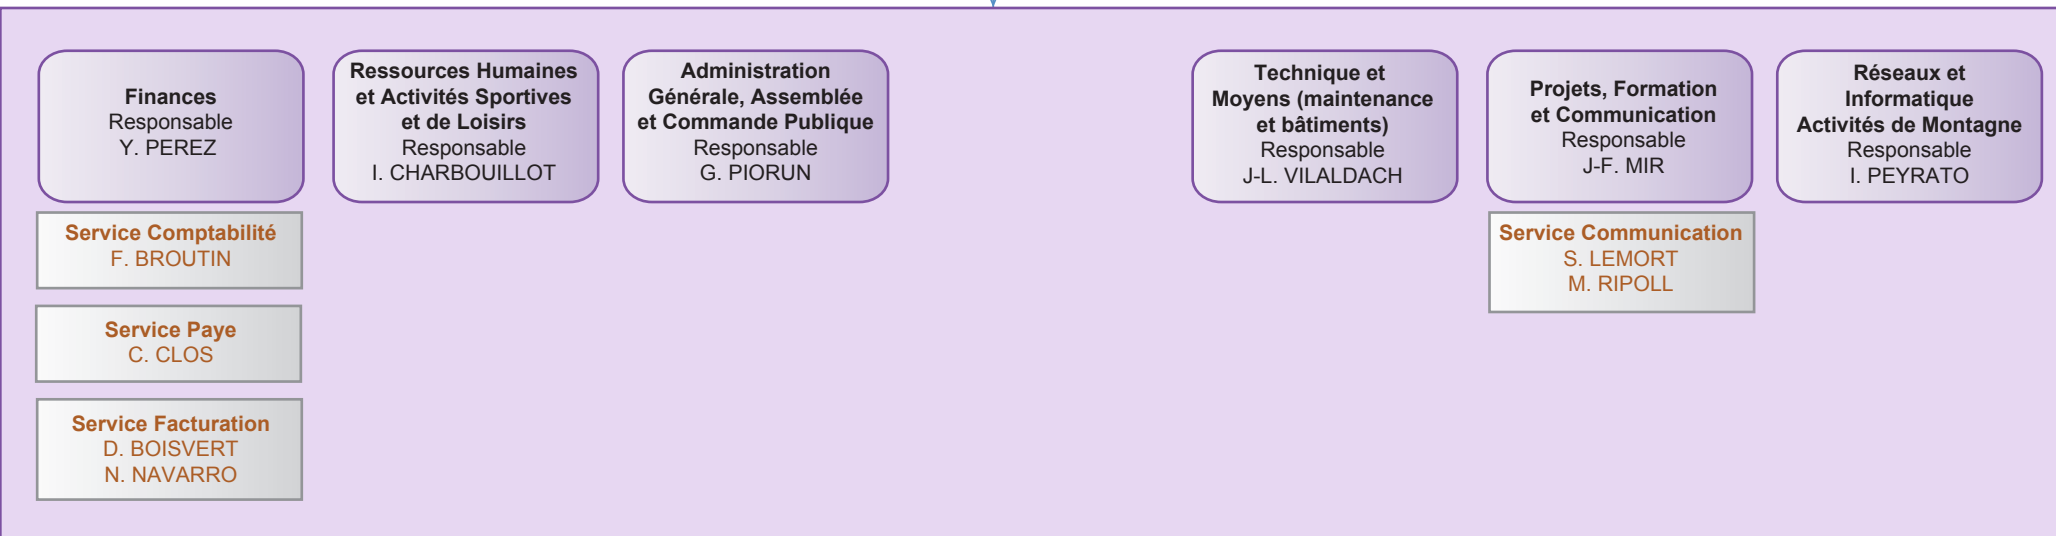 Finances
Responsable
Y. PEREZ
Ressources Humaines
et Activités Sportives
et de Loisirs
Responsable
I. CHARBOUILLOT
Administration
Générale, Assemblée
et Commande Publique
Responsable
G. PIORUN
Technique et
Moyens (maintenance
et bâtiments)
Responsable
J-L. VILALDACH
Projets, Formation
et Communication
Responsable
J-F. MIR
Réseaux et
Informatique
Activités de Montagne
Responsable
I. PEYRATO
Service Comptabilité
F. BROUTIN
Service Paye
C. CLOS
Service Facturation
D. BOISVERT
N. NAVARRO
Service Communication
S. LEMORT
M. RIPOLL